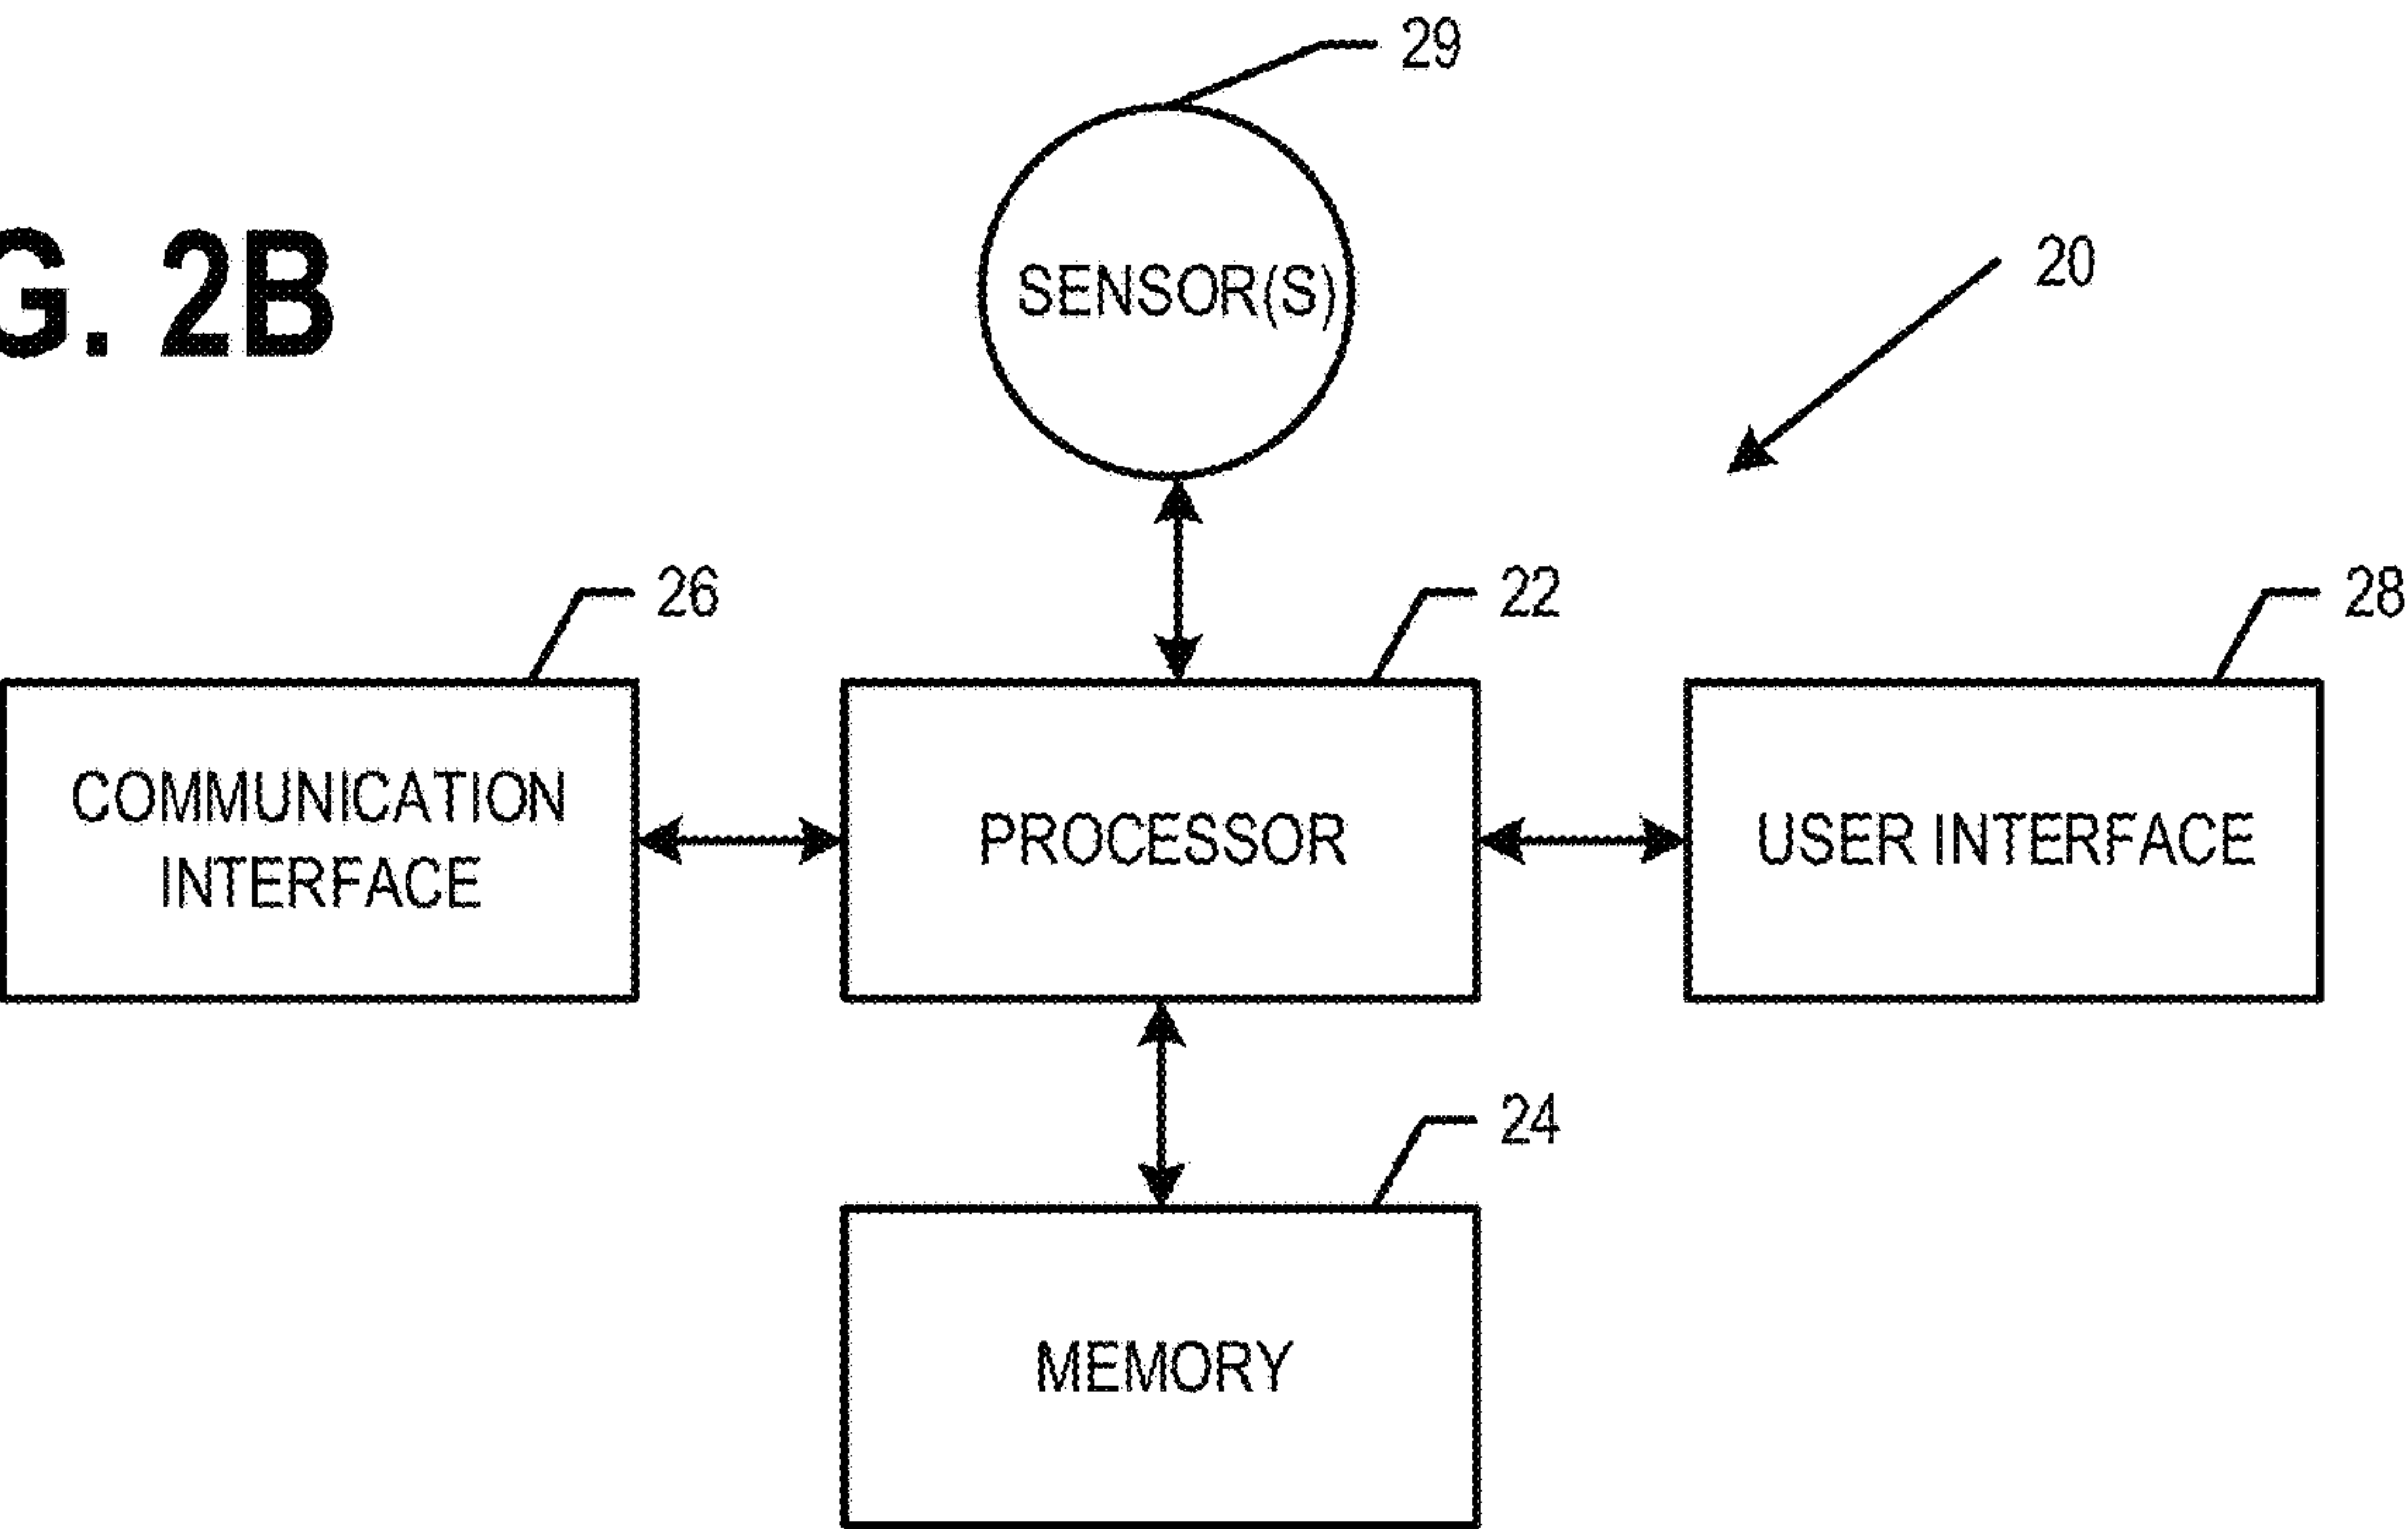 29
G. 2B
SENSOR(S)
20
26
22
28
COMMUNICATION
INTERFACE
PROCESSOR
USER INTERFACE
24
MEMORY